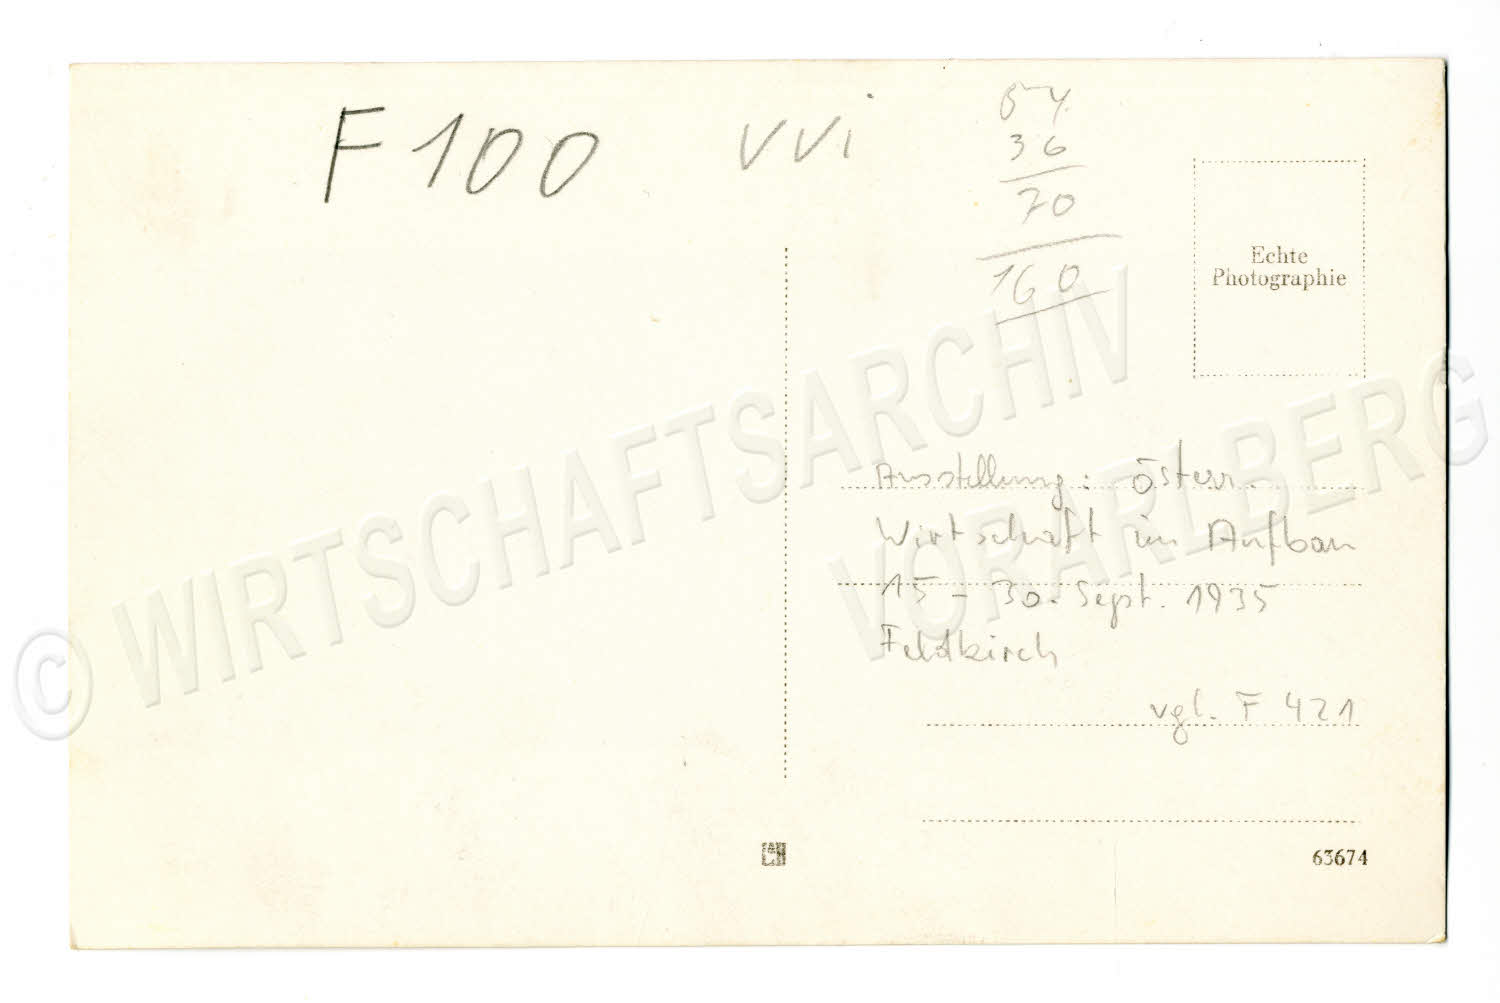 F 100
VVi
54
36
70
160
Echte
Photographie
Ausstellung: Österr.
Wirtschaft im Aufbau
15 - 30. Sept. 1935
Feldkirch
vgl. F 421
63674
© WIRTSCHAFTSARCHIV
VORARLBERG